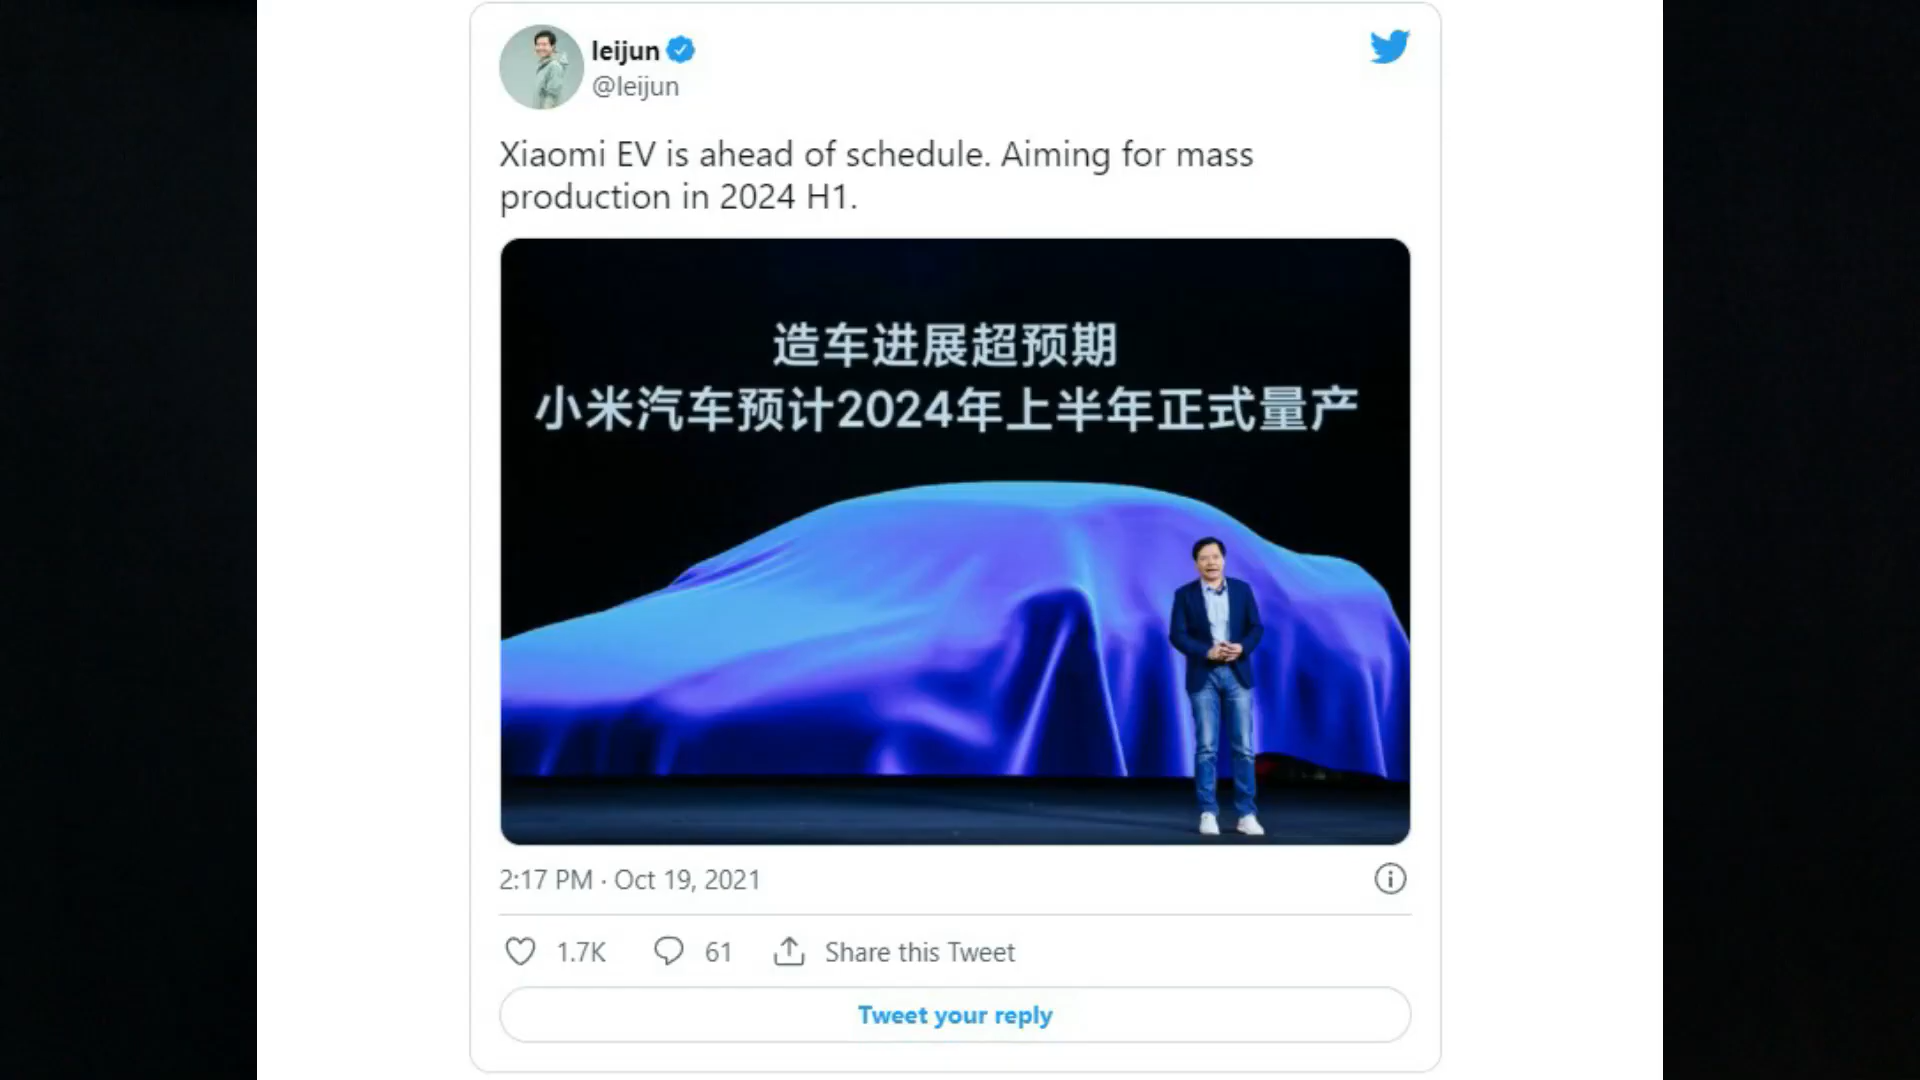 leijun
@leijun
Xiaomi EV is ahead of schedule. Aiming for mass
production in 2024 H1.
造车进展超预期
小米汽车预计2024年上半年正式量产
2:17 PM · Oct 19, 2021
1.7K 61 Share this Tweet
Tweet your reply